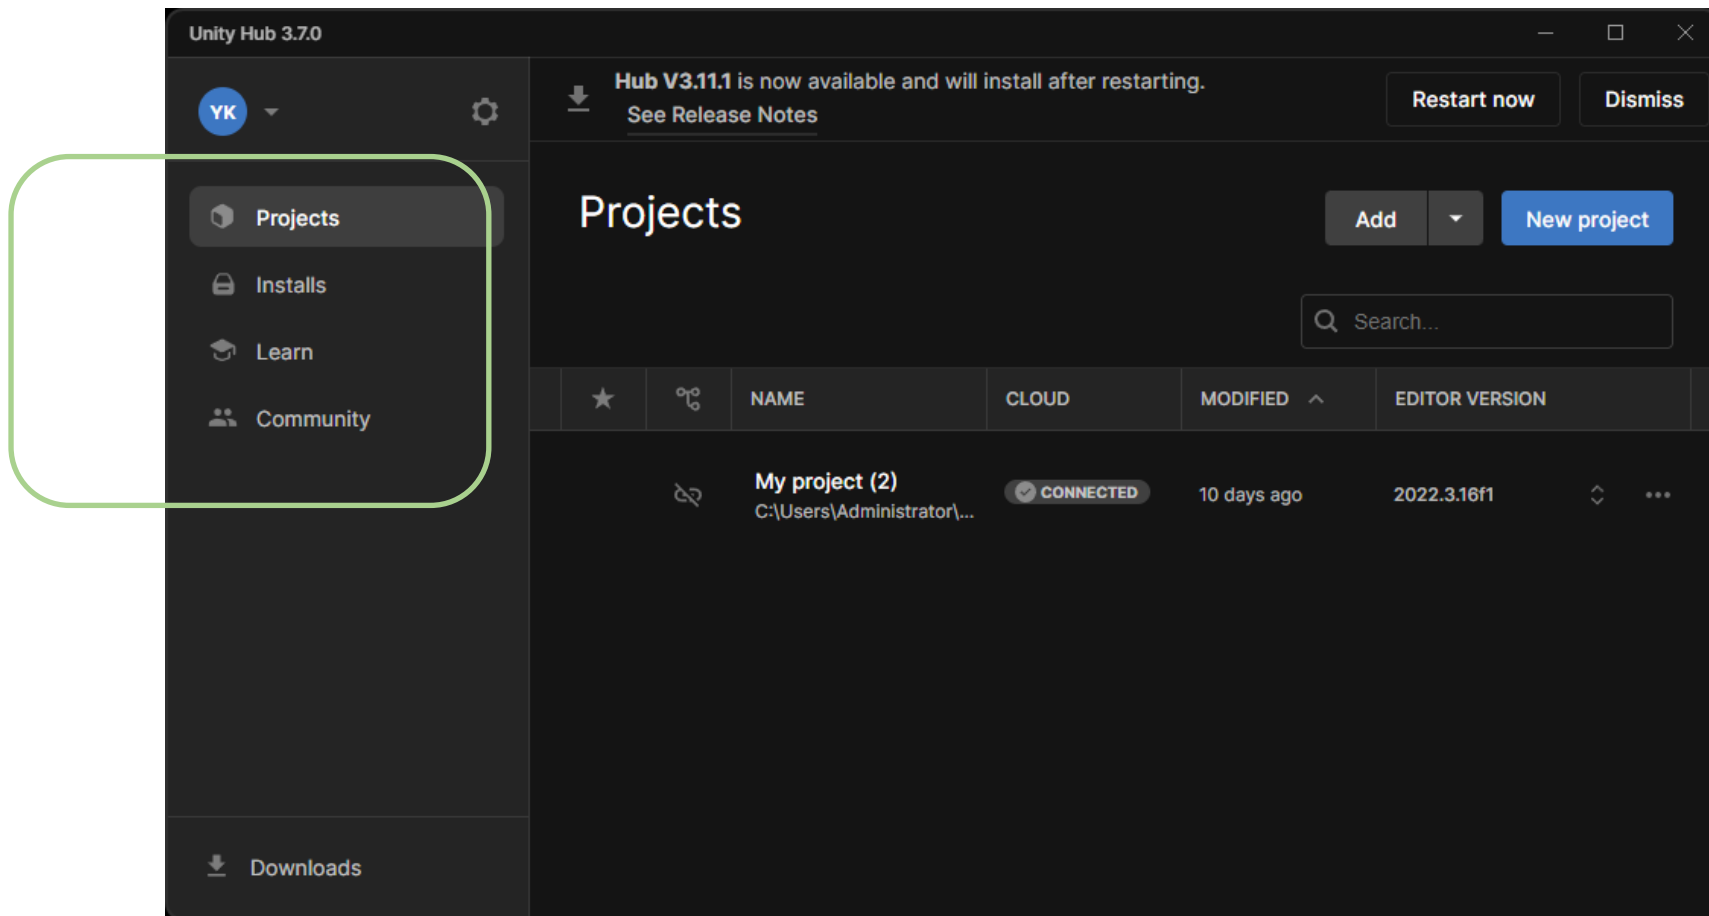 Unity Hub 3.7.0
YK
Hub V3.11.1 is now available and will install after restarting.
See Release Notes
Restart now
Dismiss
Projects
Installs
Learn
Community
Downloads
Projects
Add
New project
Search...
NAME
CLOUD
MODIFIED
EDITOR VERSION
My project (2)
C:\Users\Administrator\...
CONNECTED
10 days ago
2022.3.16f1